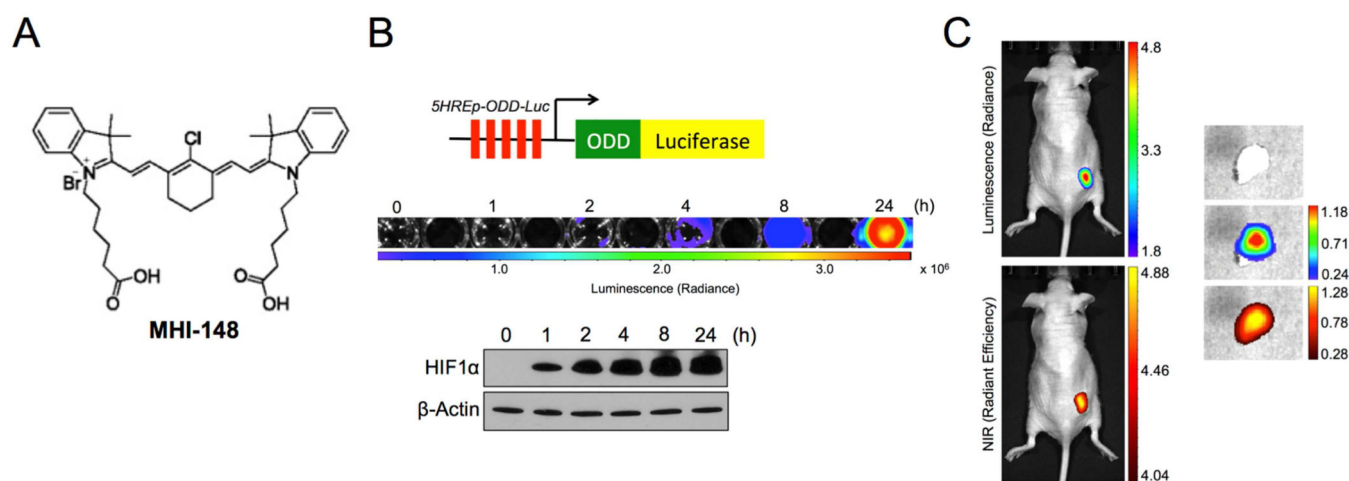 A
Cl
N
+
Br
-
N
OH
O
O
OH
MHI-148
B
5HREp-ODD-Luc
ODD Luciferase
0 1 2 4 8 24 (h)
1.0 2.0 3.0 x 10⁶
Luminescence (Radiance)
0 1 2 4 8 24 (h)
HIF1α
β-Actin
C
Luminescence (Radiance)
4.8
3.3
1.8
NIR (Radiant Efficiency)
4.88
4.46
4.04
1.18
0.71
0.24
1.28
0.78
0.28